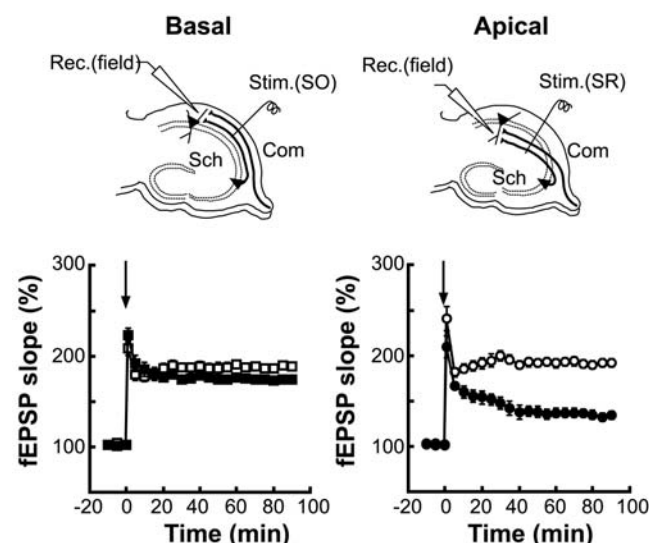 Basal
Rec.(field)
Stim.(SO)
Sch
Com
Apical
Rec.(field)
Stim.(SR)
Sch
Com
fEPSP slope (%)
300
200
100
-20 0 20 40 60 80 100
Time (min)
fEPSP slope (%)
300
200
100
-20 0 20 40 60 80 100
Time (min)